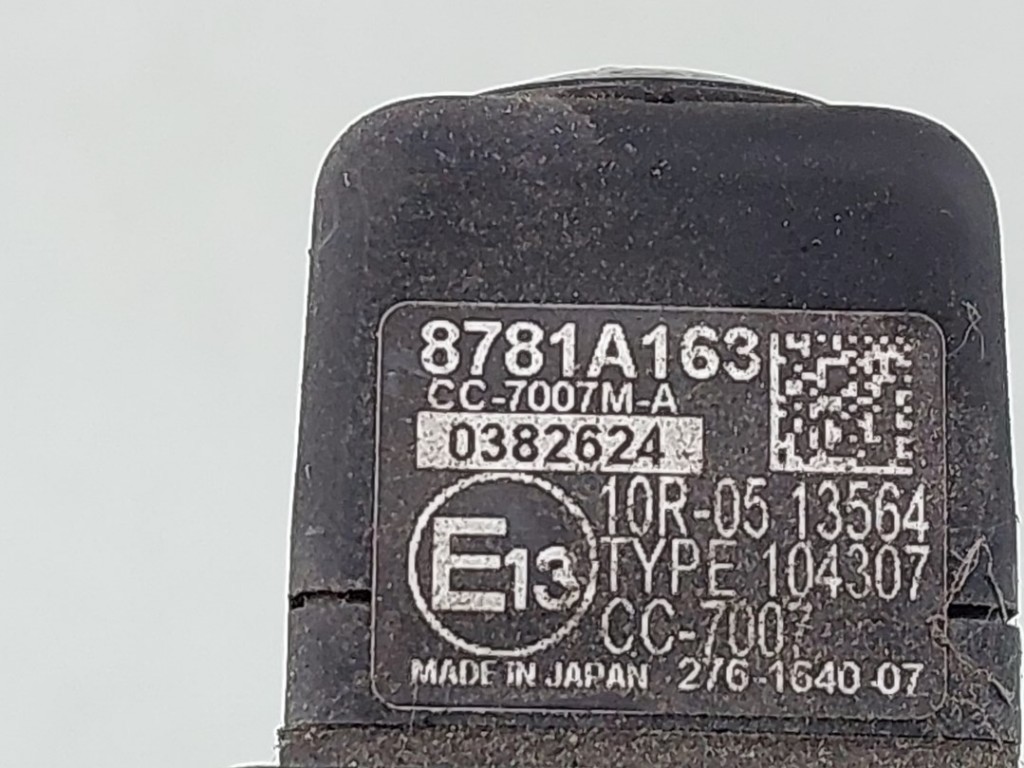 8781A163
CC-7007M-A
0382624
E13
10R-05 13564
TYPE 104307
CC-7007
MADE IN JAPAN 276-1640-07